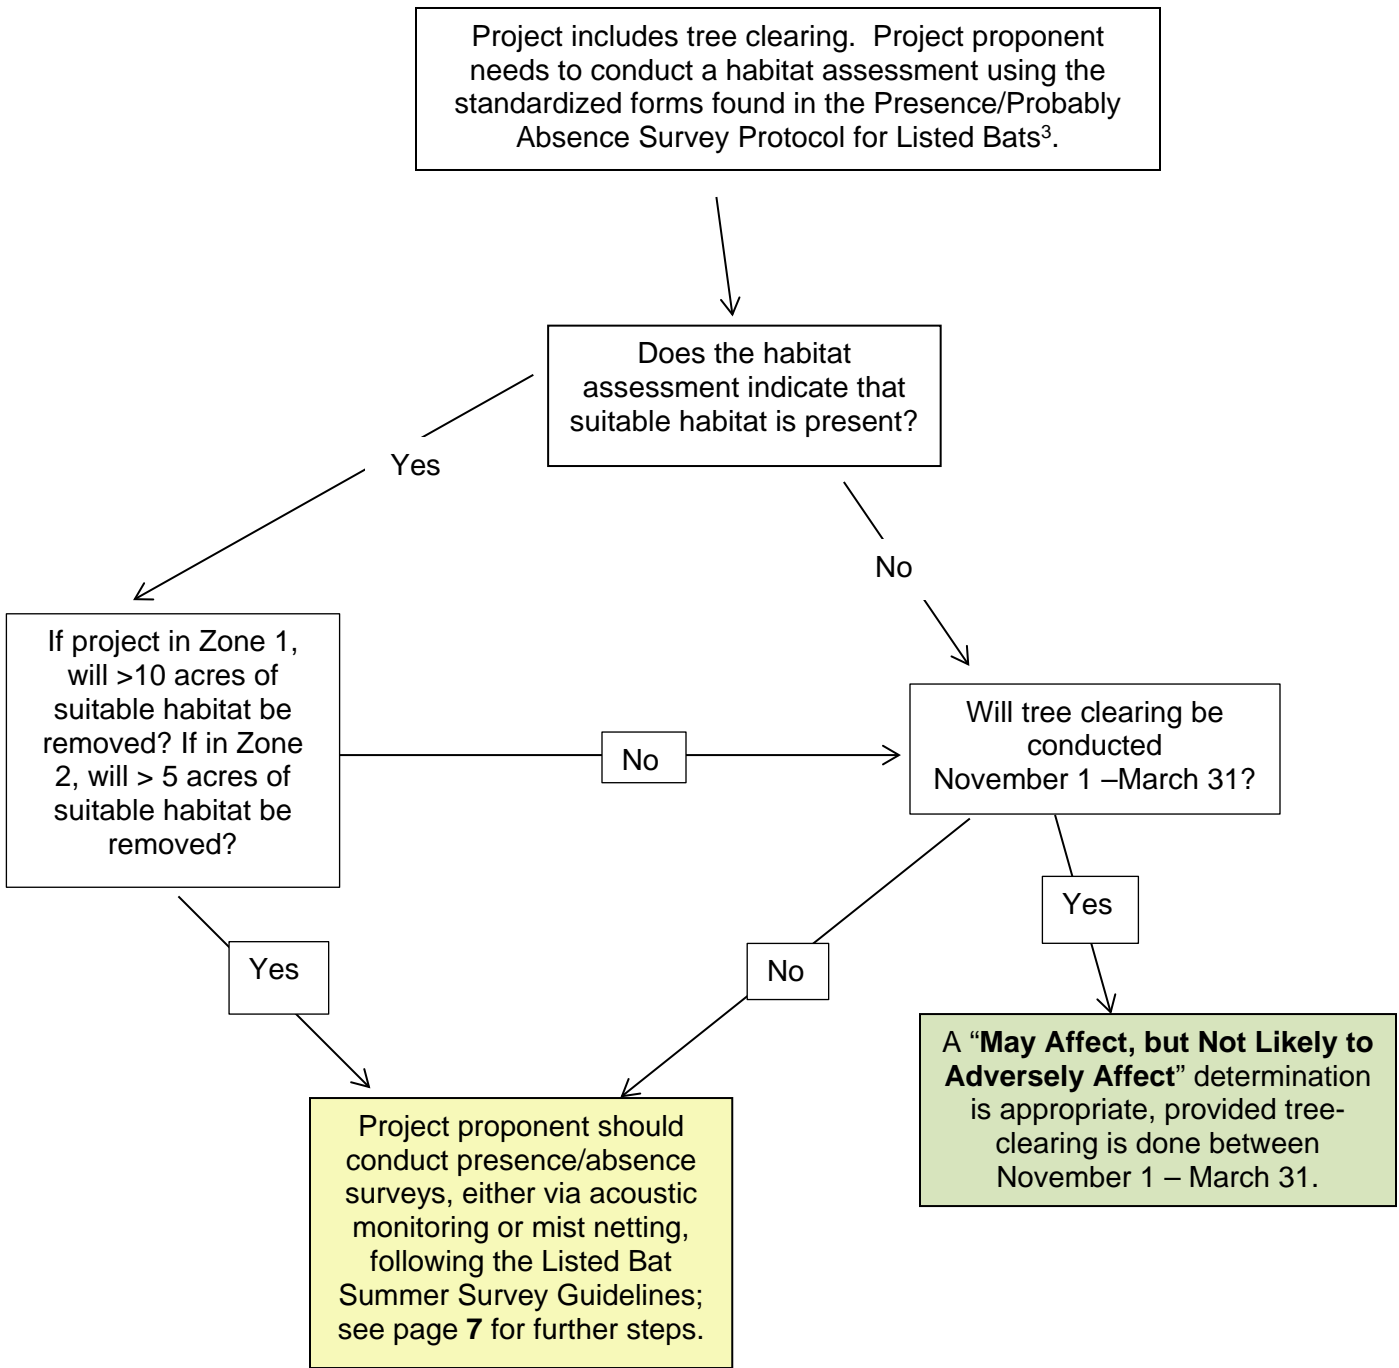 Project includes tree clearing.  Project proponent
needs to conduct a habitat assessment using the
standardized forms found in the Presence/Probably
Absence Survey Protocol for Listed Bats³.
Does the habitat
assessment indicate that
suitable habitat is present?
Yes
No
If project in Zone 1,
will >10 acres of
suitable habitat be
removed? If in Zone
2, will > 5 acres of
suitable habitat be
removed?
No
Will tree clearing be
conducted
November 1 –March 31?
Yes
No
Yes
A “May Affect, but Not Likely to
Adversely Affect” determination
is appropriate, provided tree-
clearing is done between
November 1 – March 31.
Project proponent should
conduct presence/absence
surveys, either via acoustic
monitoring or mist netting,
following the Listed Bat
Summer Survey Guidelines;
see page 7 for further steps.